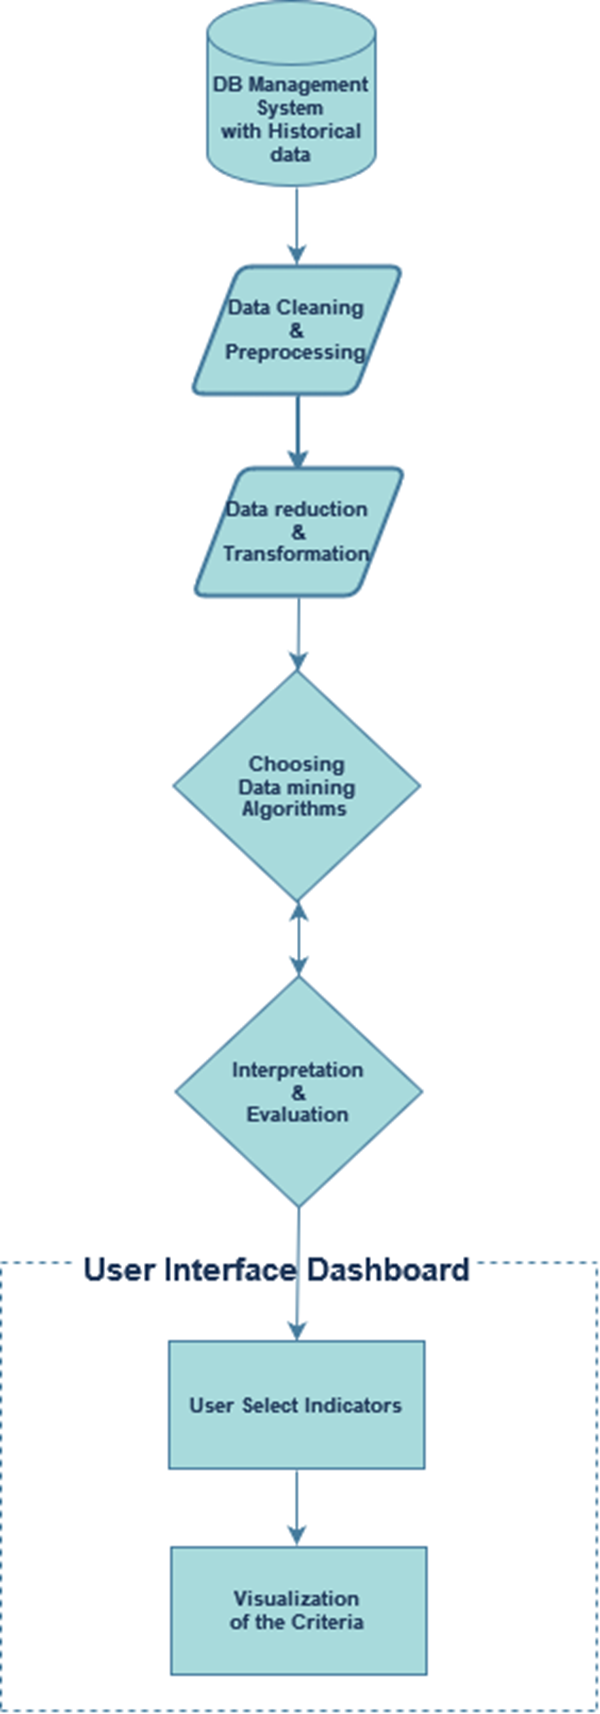 DB Management
System
with Historical
data
Data Cleaning
&
Preprocessing
Data reduction
&
Transformation
Choosing
Data mining
Algorithms
Interpretation
&
Evaluation
User Interface Dashboard
User Select Indicators
Visualization
of the Criteria